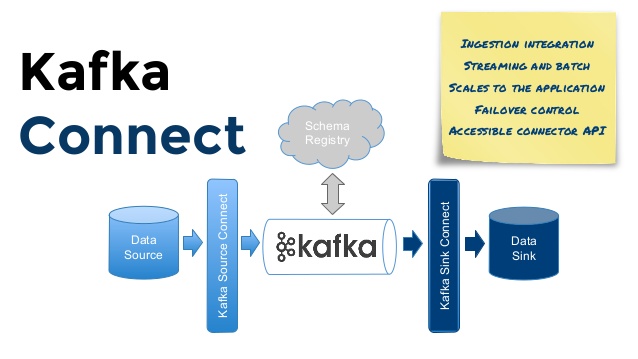 Kafka
Connect
Ingestion integration
Streaming and batch
Scales to the application
Failover control
Accessible connector API
Schema
Registry
Data
Source
Kafka Source Connect
kafka
Kafka Sink Connect
Data
Sink